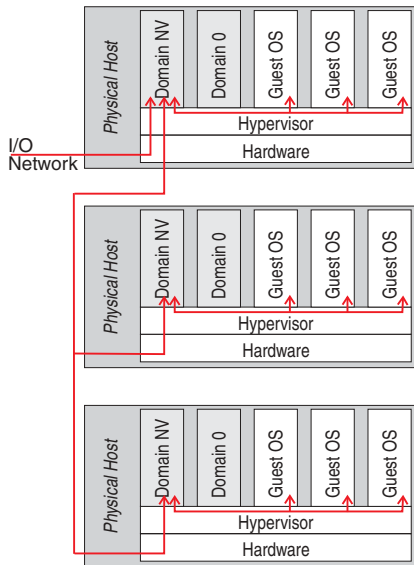 Physical Host
Domain NV
Domain 0
Guest OS
Guest OS
Guest OS
Hypervisor
Hardware
I/O
Network
Physical Host
Domain NV
Domain 0
Guest OS
Guest OS
Guest OS
Hypervisor
Hardware
Physical Host
Domain NV
Domain 0
Guest OS
Guest OS
Guest OS
Hypervisor
Hardware